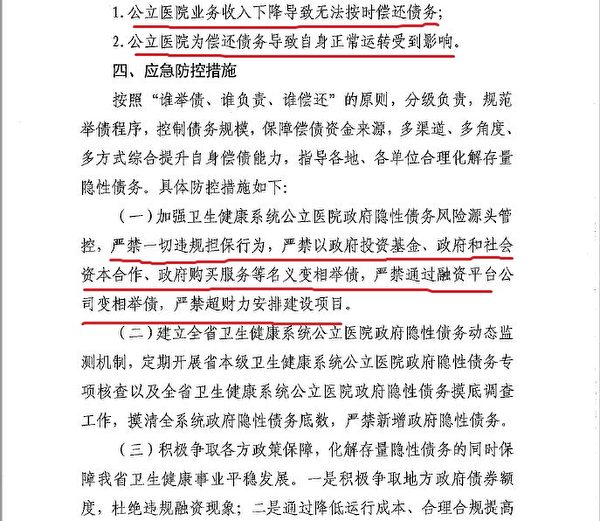 1. 公立医院业务收入下降导致无法按时偿还债务；
2. 公立医院为偿还债务导致自身正常运转受到影响。
四、应急防控措施
按照“谁举债、谁负责、谁偿还”的原则，分级负责，规范
举债程序，控制债务规模，保障偿债资金来源，多渠道、多角度、
多方式综合提升自身偿债能力，指导各地、各单位合理化解存量
隐性债务。具体防控措施如下：
（一）加强卫生健康系统公立医院政府隐性债务风险源头管
控，严禁一切违规担保行为，严禁以政府投资基金、政府和社会
资本合作、政府购买服务等名义变相举债，严禁通过融资平台公
司变相举债，严禁超财力安排建设项目。
（二）建立全省卫生健康系统公立医院政府隐性债务动态监
测机制，定期开展省本级卫生健康系统公立医院政府隐性债务专
项核查以及全省卫生健康系统公立医院政府隐性债务摸底调查
工作，摸清全系统政府隐性债务底数，严禁新增政府隐性债务。
（三）积极争取各方政策保障，化解存量隐性债务的同时保
障我省卫生健康事业平稳发展。一是积极争取地方政府债券额
度，杜绝违规融资现象；二是通过降低运行成本、合理合规提高